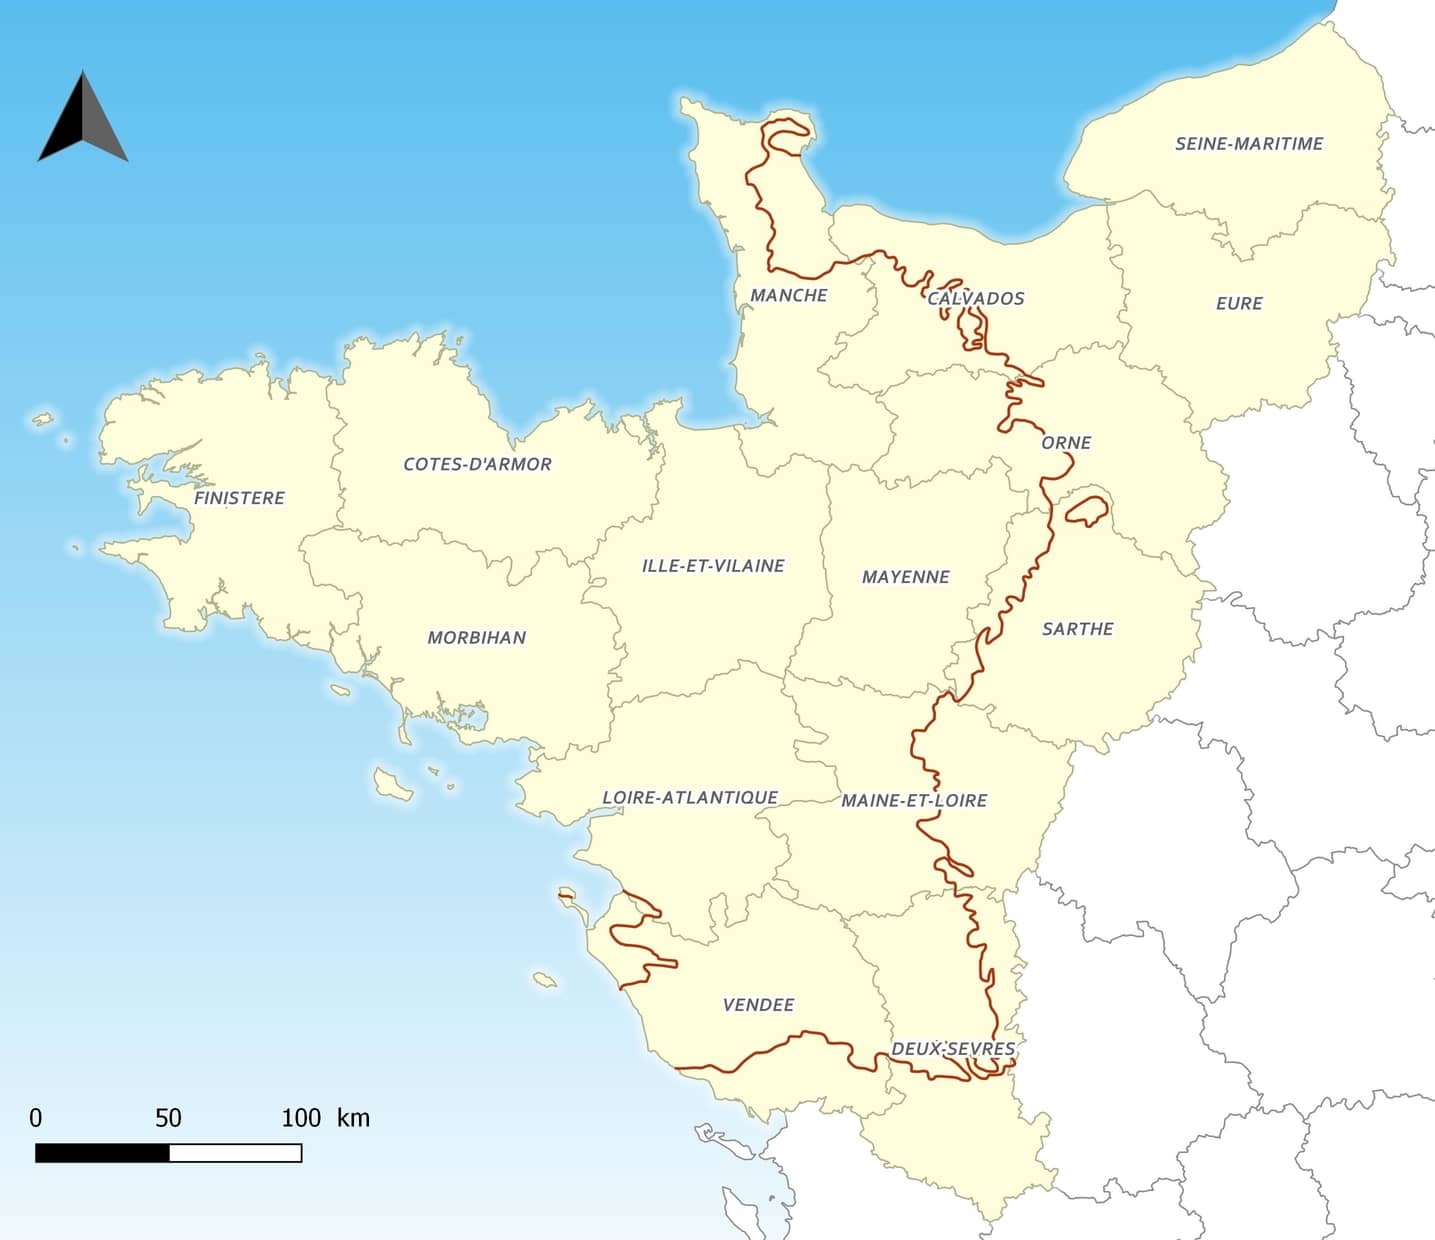 SEINE-MARITIME
MANCHE
CALVADOS
EURE
ORNE
COTES-D'ARMOR
FINISTERE
ILLE-ET-VILAINE
MAYENNE
SARTHE
MORBIHAN
LOIRE-ATLANTIQUE
MAINE-ET-LOIRE
VENDEE
DEUX-SEVRES
0 50 100 km